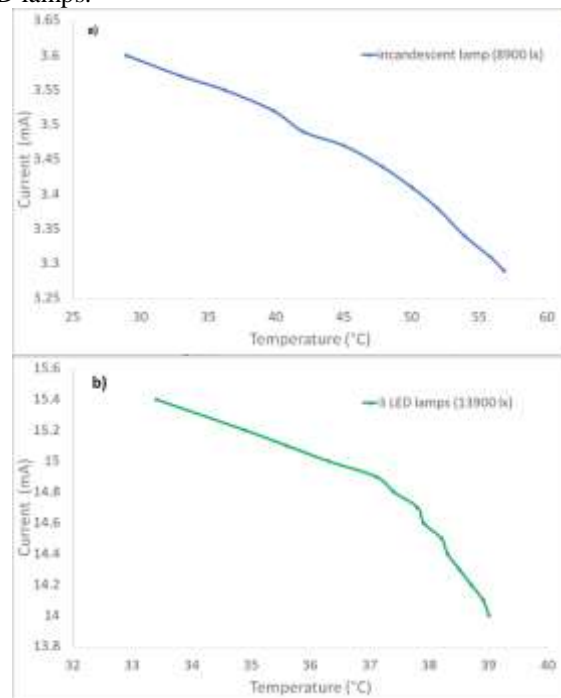 D lamps.
a)
incandescent lamp (8900 lx)
3.65
3.6
3.55
3.5
3.45
3.4
3.35
3.3
3.25
Current (mA)
25 30 35 40 45 50 55 60
Temperature (°C)
b)
3 LED lamps (13900 lx)
15.6
15.4
15.2
15
14.8
14.6
14.4
14.2
14
13.8
Current (mA)
32 33 34 35 36 37 38 39 40
Temperature (°C)